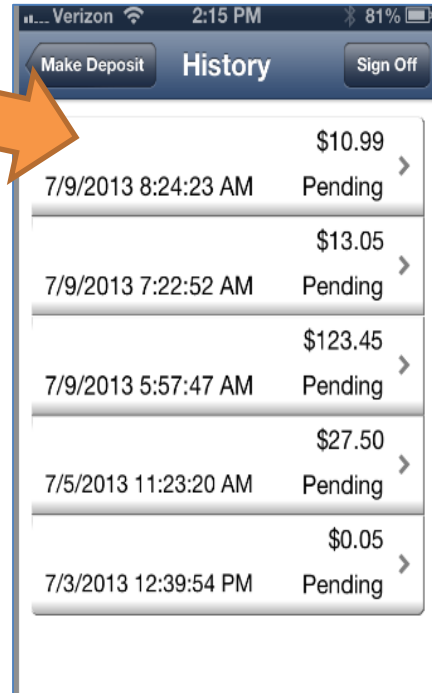 Verizon 2:15 PM 81%
Make Deposit History Sign Off
$10.99
7/9/2013 8:24:23 AM Pending
$13.05
7/9/2013 7:22:52 AM Pending
$123.45
7/9/2013 5:57:47 AM Pending
$27.50
7/5/2013 11:23:20 AM Pending
$0.05
7/3/2013 12:39:54 PM Pending